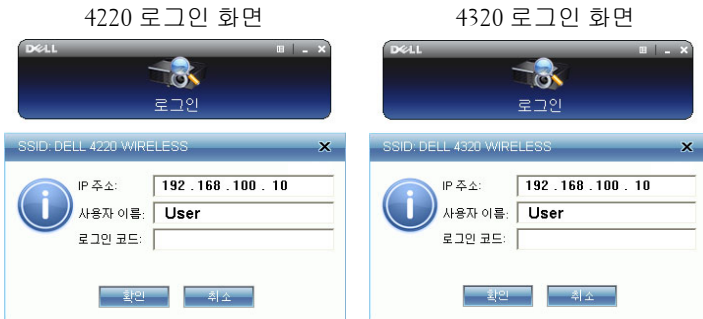 4220 로그인 화면
DELL
로그인
SSID: DELL 4220 WIRELESS
IP 주소: 192 . 168 . 100 . 10
사용자 이름: User
로그인 코드:
확인 취소
4320 로그인 화면
DELL
로그인
SSID: DELL 4320 WIRELESS
IP 주소: 192 . 168 . 100 . 10
사용자 이름: User
로그인 코드:
확인 취소